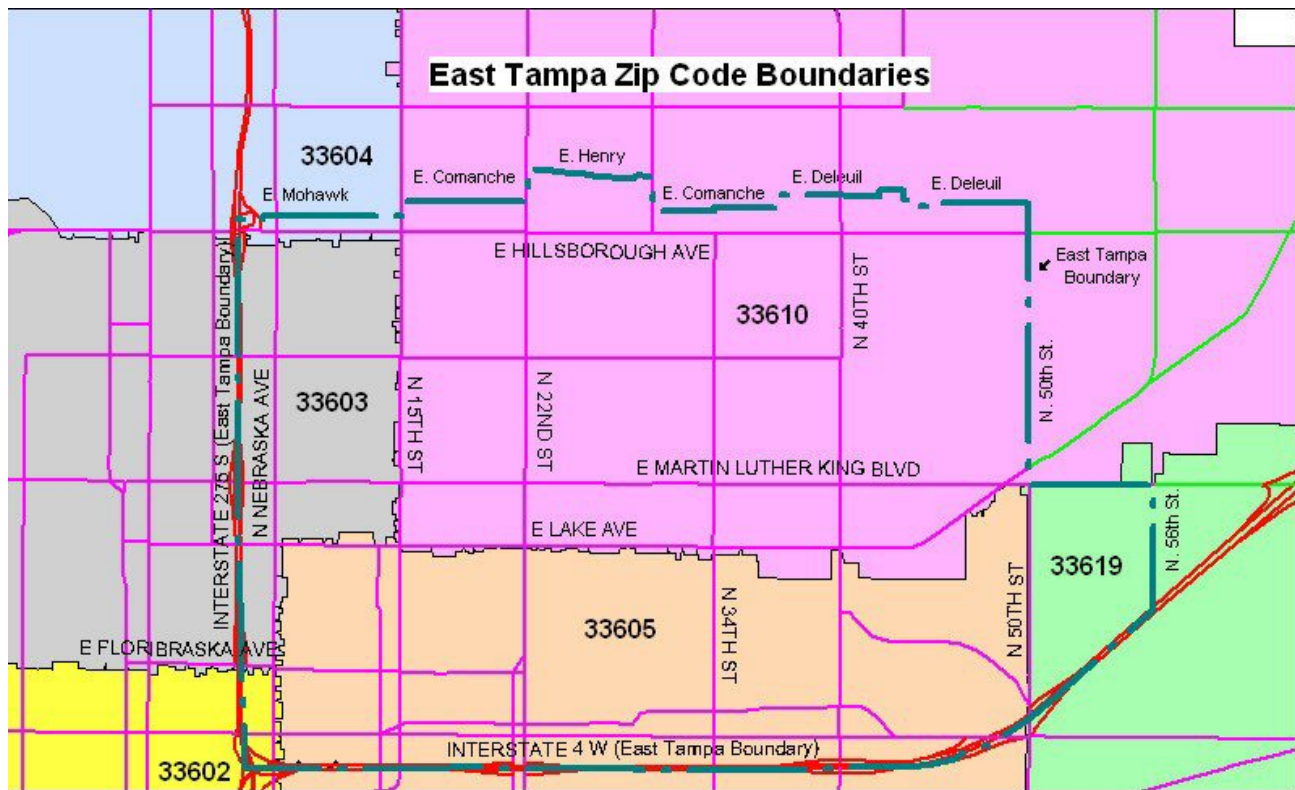 East Tampa Zip Code Boundaries
33604
E. Henry
E. Comanche
E. Deleuil
E. Deleuil
E. Mohawk
E. Comanche
E HILLSBOROUGH AVE
East Tampa
Boundary
N 40TH ST
33610
INTERSTATE 275 S (East Tampa Boundary)
N NEBRASKA AVE
33603
N 15TH ST
N 22ND ST
N. 50th St.
E MARTIN LUTHER KING BLVD
N. 56th St.
E LAKE AVE
33619
N 50TH ST
33605
N 34TH ST
E FLORIBRASKA AVE
INTERSTATE 4 W (East Tampa Boundary)
33602